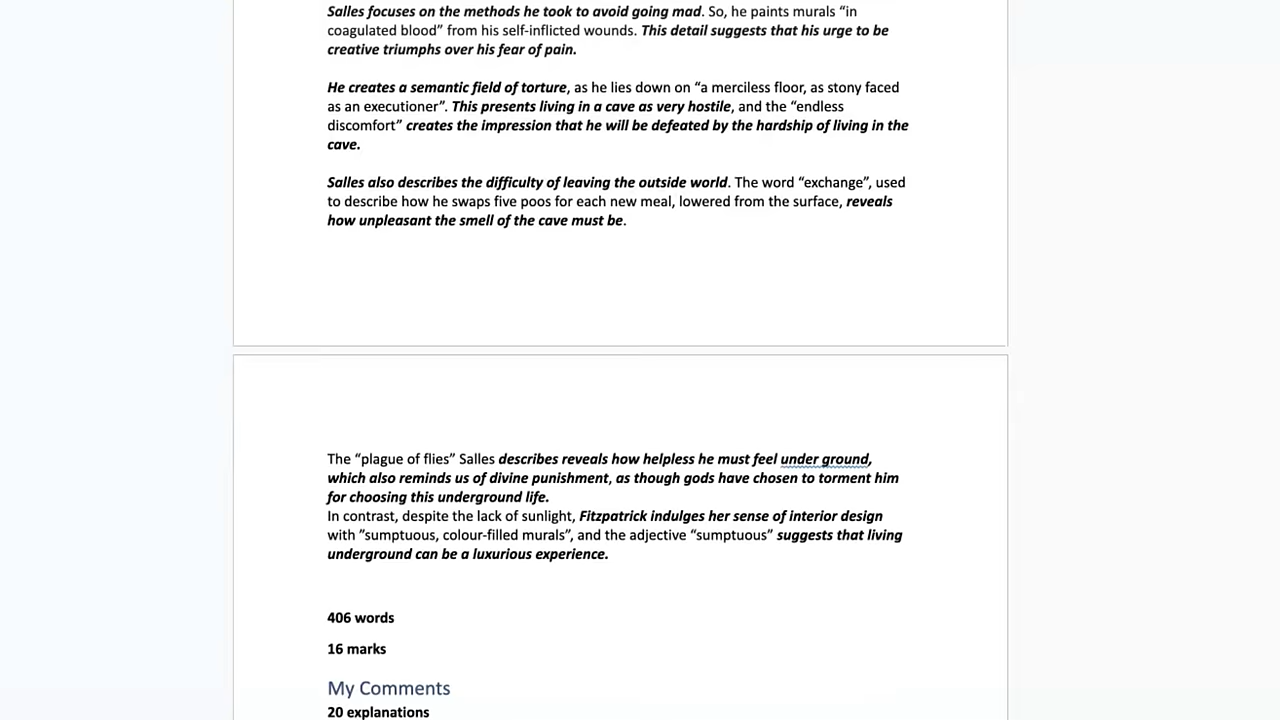 Salles focuses on the methods he took to avoid going mad. So, he paints murals “in
coagulated blood” from his self-inflicted wounds. This detail suggests that his urge to be
creative triumphs over his fear of pain.
He creates a semantic field of torture, as he lies down on “a merciless floor, as stony faced
as an executioner”. This presents living in a cave as very hostile, and the “endless
discomfort” creates the impression that he will be defeated by the hardship of living in the
cave.
Salles also describes the difficulty of leaving the outside world. The word “exchange”, used
to describe how he swaps five poos for each new meal, lowered from the surface, reveals
how unpleasant the smell of the cave must be.
The “plague of flies” Salles describes reveals how helpless he must feel under ground,
which also reminds us of divine punishment, as though gods have chosen to torment him
for choosing this underground life.
In contrast, despite the lack of sunlight, Fitzpatrick indulges her sense of interior design
with ”sumptuous, colour-filled murals”, and the adjective “sumptuous” suggests that living
underground can be a luxurious experience.
406 words
16 marks
My Comments
20 explanations